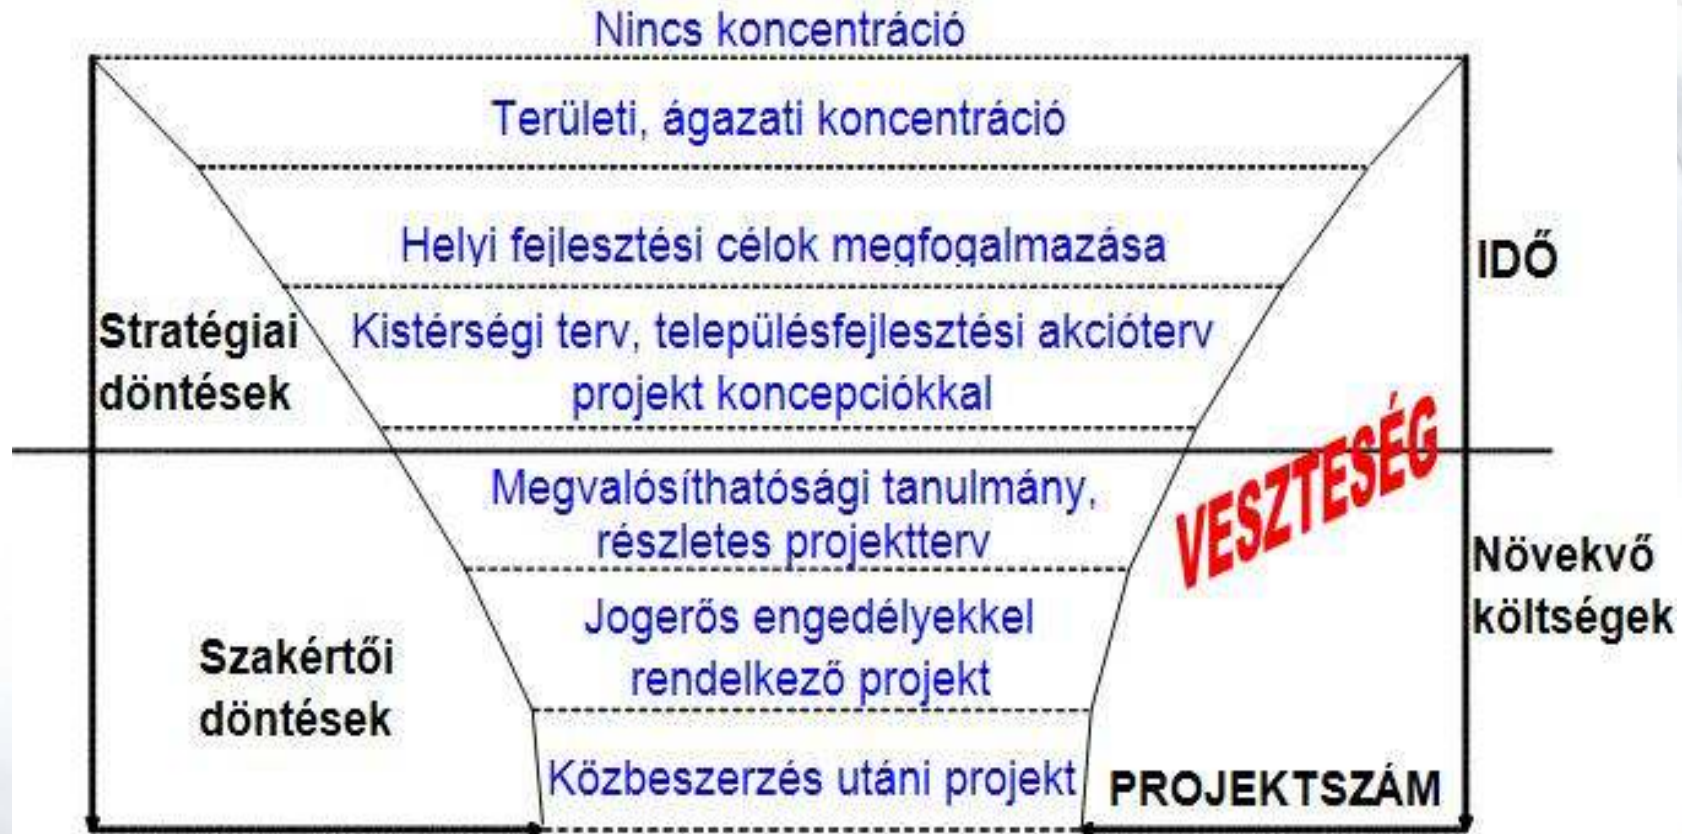 Nincs koncentráció
Területi, ágazati koncentráció
Helyi fejlesztési célok megfogalmazása
IDŐ
Stratégiai
döntések
Kistérségi terv, településfejlesztési akcióterv
projekt koncepciókkal
VESZTESÉG
Megvalósíthatósági tanulmány,
részletes projektterv
Növekvő
költségek
Jogerős engedélyekkel
rendelkező projekt
Szakértői
döntések
Közbeszerzés utáni projekt
PROJEKTSZÁM